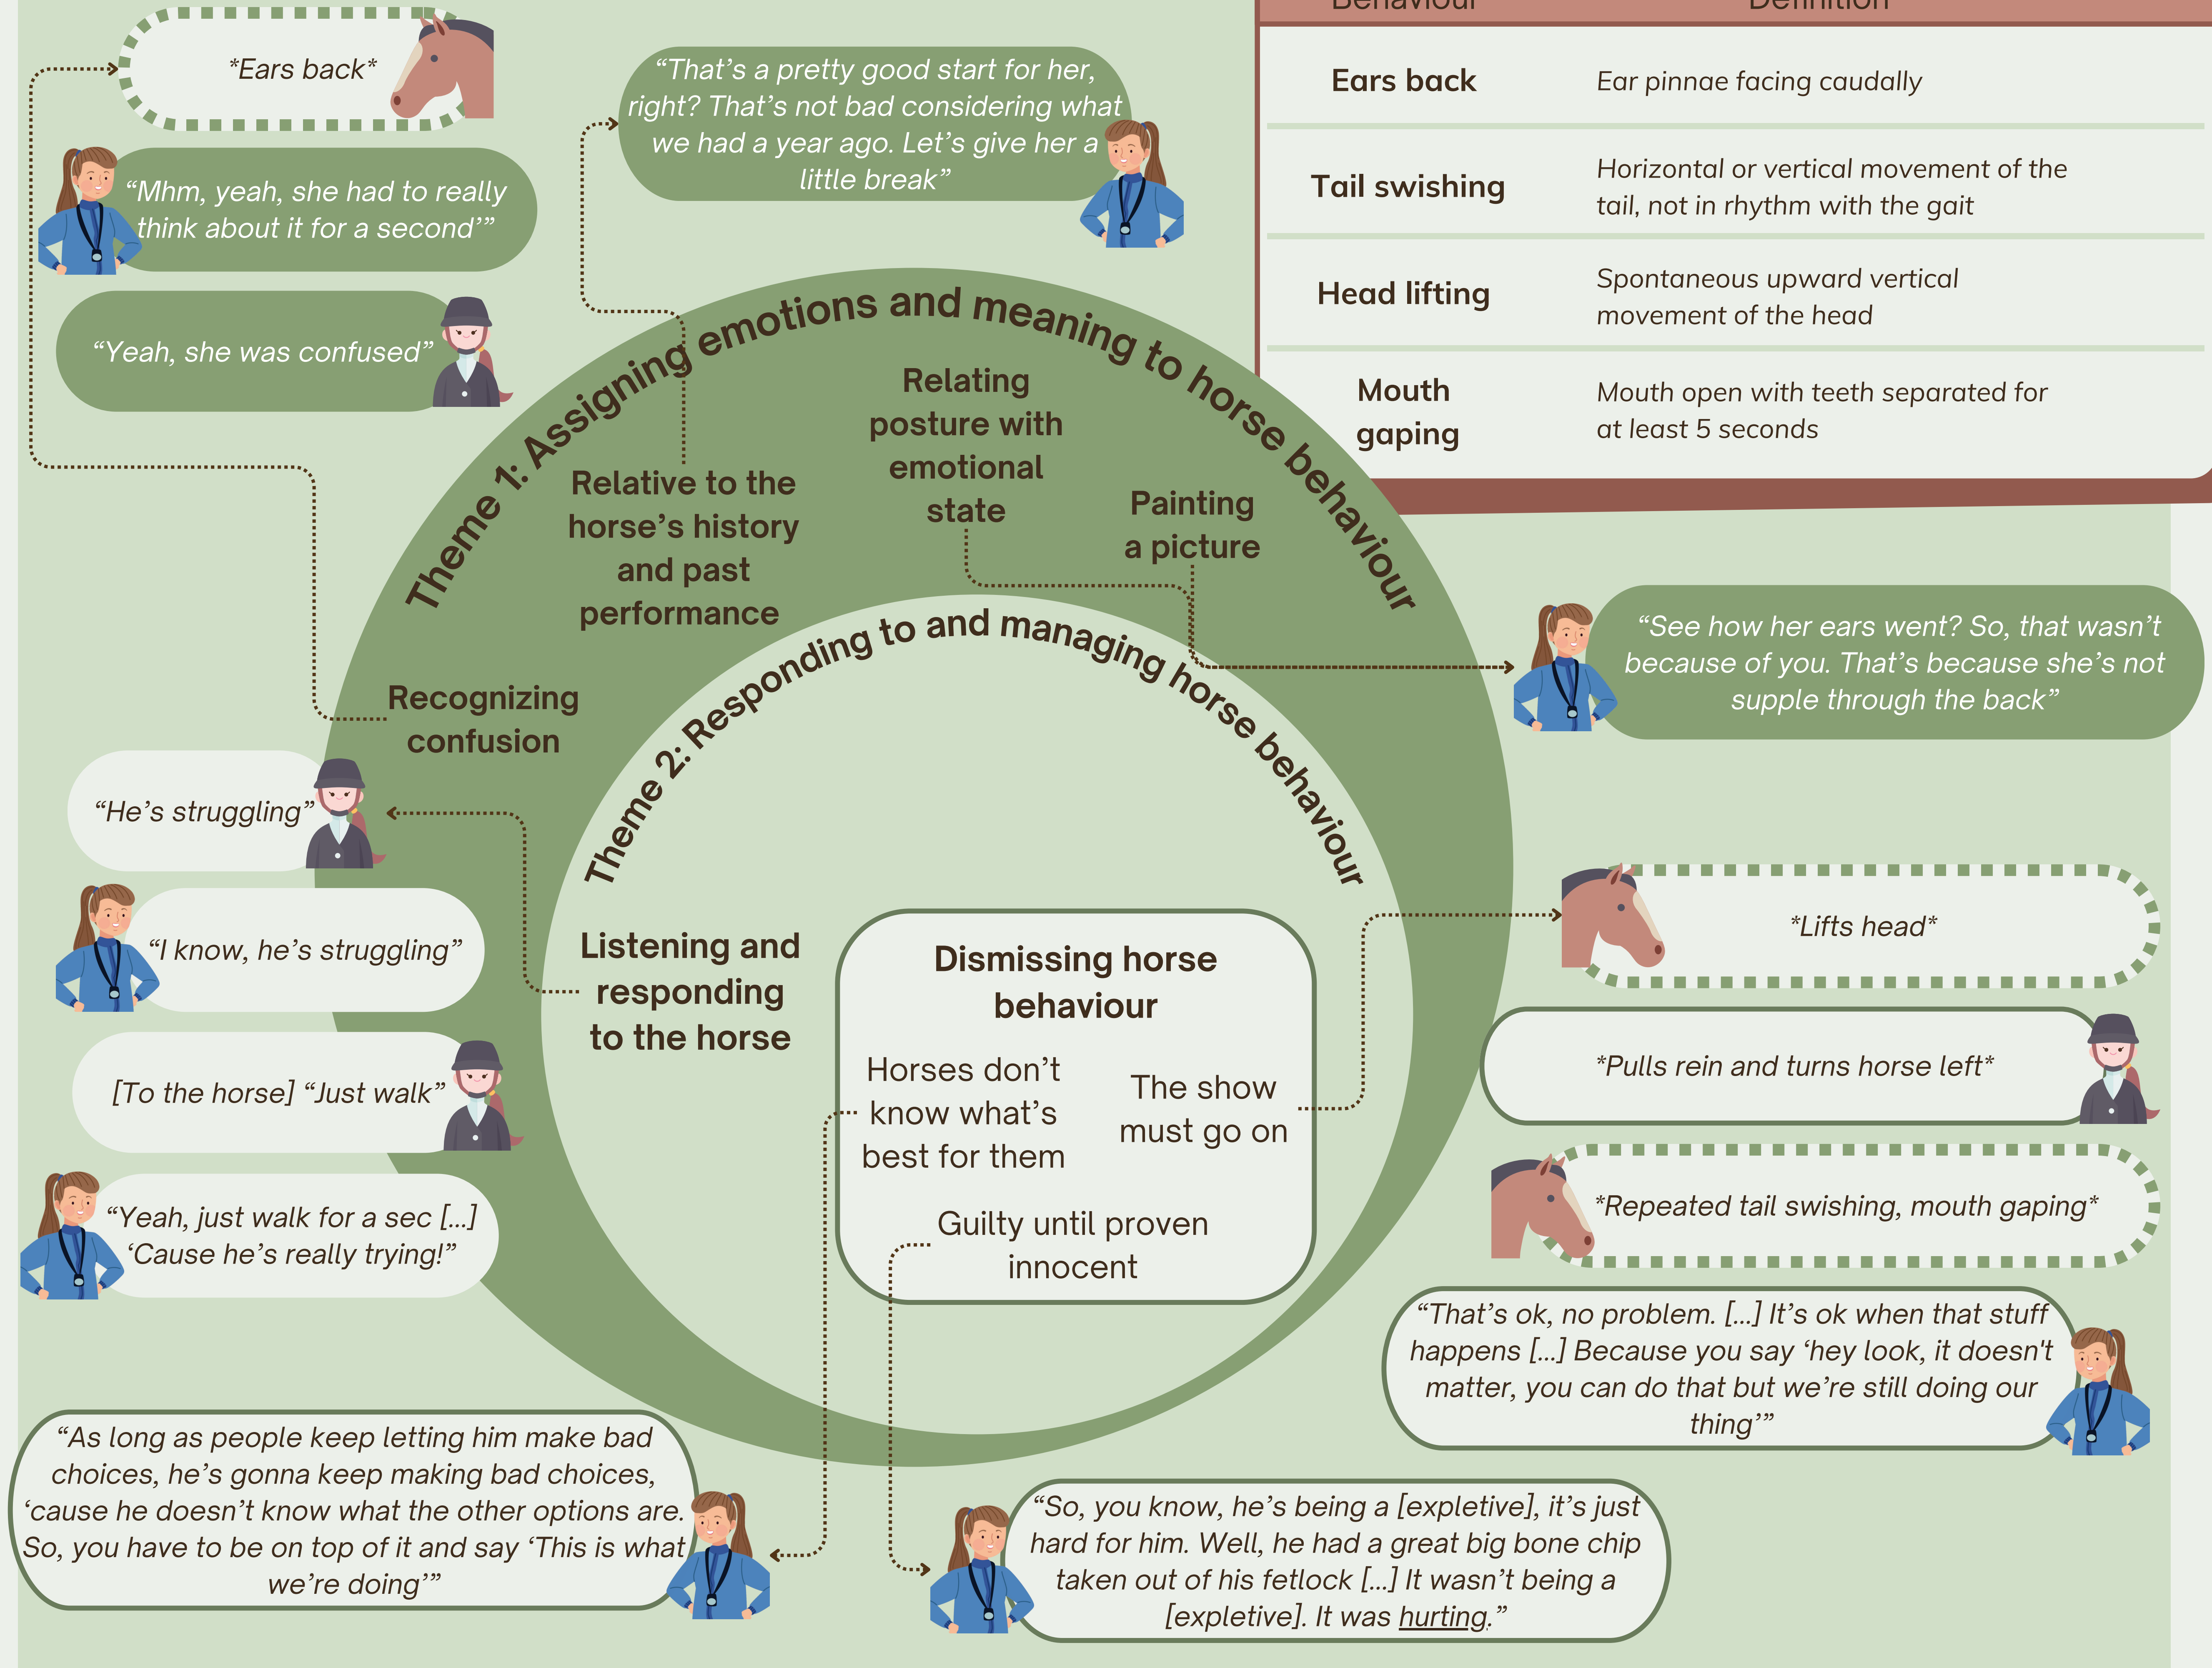 *Ears back*
“Mhm, yeah, she had to really
think about it for a second’”
“Yeah, she was confused”
“That’s a pretty good start for her,
right? That’s not bad considering what
we had a year ago. Let’s give her a
little break”
Behaviour Definition
Ears back Ear pinnae facing caudally
Tail swishing Horizontal or vertical movement of the
tail, not in rhythm with the gait
Head lifting Spontaneous upward vertical
movement of the head
Mouth
gaping Mouth open with teeth separated for
at least 5 seconds
Theme 1: Assigning emotions and meaning to horse behaviour
Recognizing
confusion
Relative to the
horse’s history
and past
performance
Relating
posture with
emotional
state
Painting
a picture
“See how her ears went? So, that wasn’t
because of you. That’s because she’s not
supple through the back”
Theme 2: Responding to and managing horse behaviour
Listening and
responding
to the horse
“He’s struggling”
“I know, he’s struggling”
[To the horse] “Just walk”
“Yeah, just walk for a sec [...]
‘Cause he’s really trying!”
Dismissing horse
behaviour
Horses don’t
know what’s
best for them
The show
must go on
Guilty until proven
innocent
*Lifts head*
*Pulls rein and turns horse left*
*Repeated tail swishing, mouth gaping*
“That’s ok, no problem. [...] It’s ok when that stuff
happens [...] Because you say ‘hey look, it doesn't
matter, you can do that but we’re still doing our
thing’”
“As long as people keep letting him make bad
choices, he’s gonna keep making bad choices,
‘cause he doesn’t know what the other options are.
So, you have to be on top of it and say ‘This is what
we’re doing’”
“So, you know, he’s being a [expletive], it’s just
hard for him. Well, he had a great big bone chip
taken out of his fetlock [...] It wasn’t being a
[expletive]. It was hurting.”